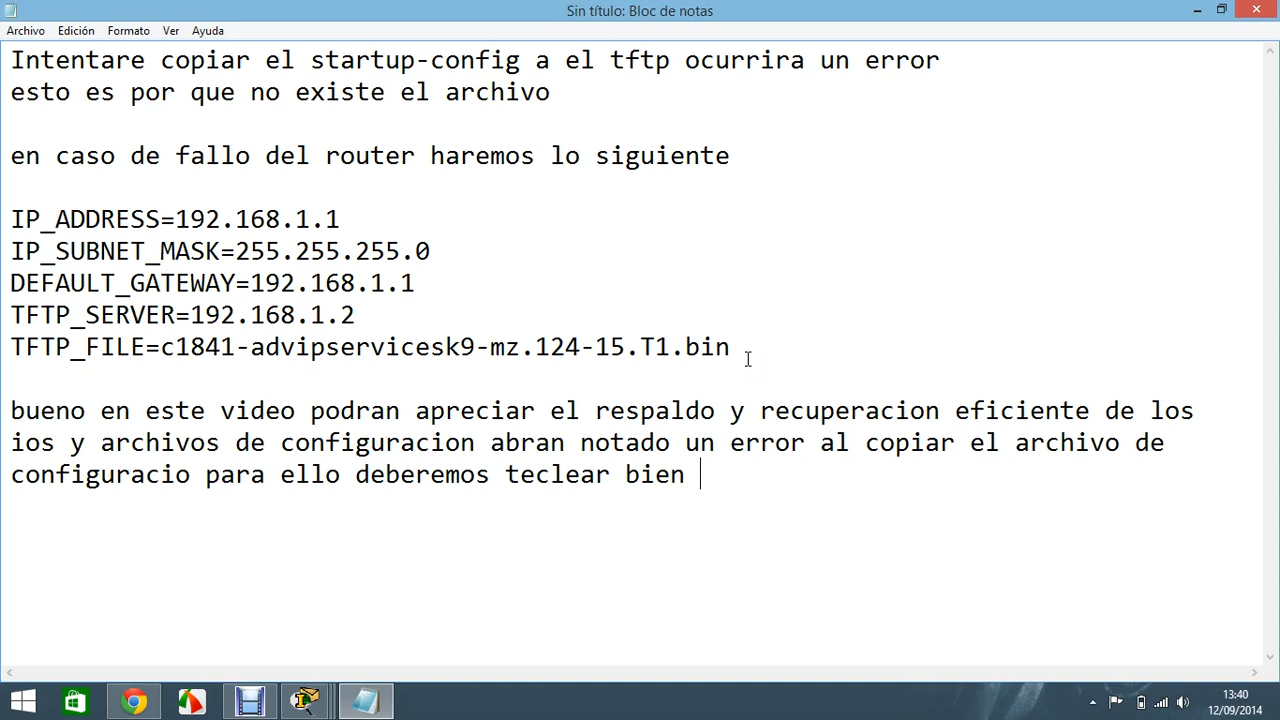 Sin título: Bloc de notas
Archivo Edición Formato Ver Ayuda
Intentare copiar el startup-config a el tftp ocurrira un error
esto es por que no existe el archivo
en caso de fallo del router haremos lo siguiente
IP_ADDRESS=192.168.1.1
IP_SUBNET_MASK=255.255.255.0
DEFAULT_GATEWAY=192.168.1.1
TFTP_SERVER=192.168.1.2
TFTP_FILE=c1841-advipservicesk9-mz.124-15.T1.bin
bueno en este video podran apreciar el respaldo y recuperacion eficiente de los
ios y archivos de configuracion abran notado un error al copiar el archivo de
configuracio para ello deberemos teclear bien
13:40
12/09/2014